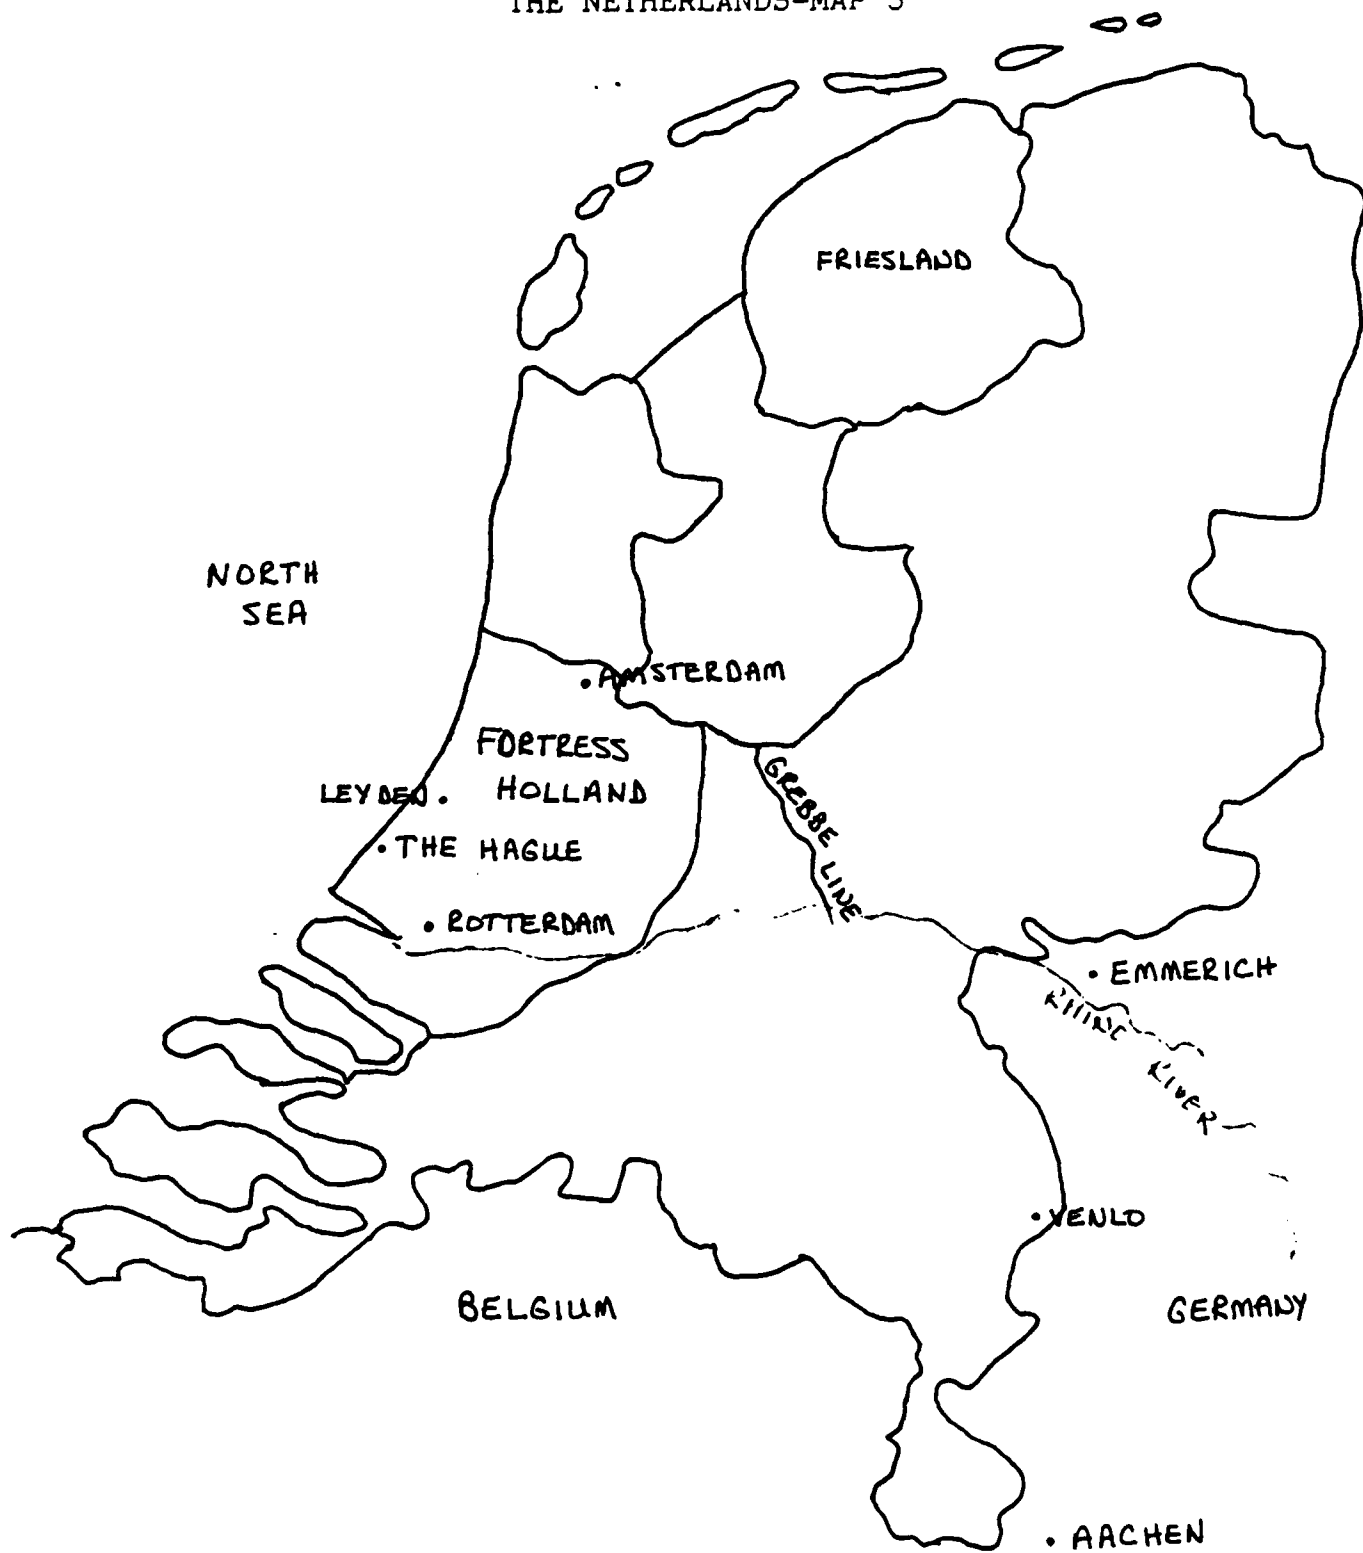 THE NETHERLANDS-MAP 3
FRIESLAND
NORTH
SEA
AMSTERDAM
FORTRESS
HOLLAND
LEYDEN
GREBBE LINE
THE HAGUE
ROTTERDAM
EMMERICH
RHINE
RIVER
VENLO
BELGIUM
GERMANY
AACHEN